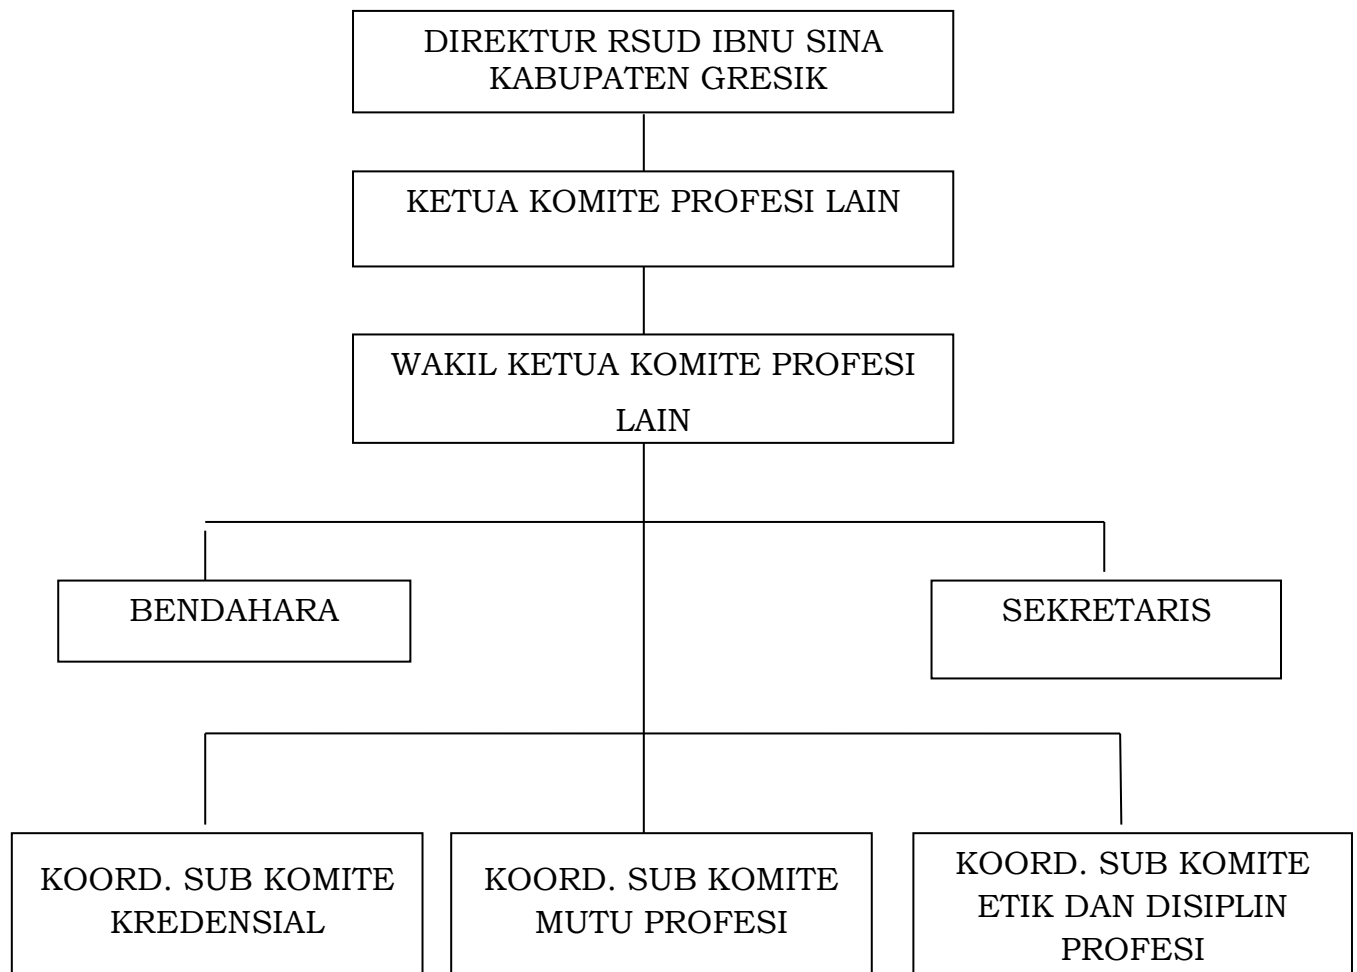 DIREKTUR RSUD IBNU SINA
KABUPATEN GRESIK
KETUA KOMITE PROFESI LAIN
WAKIL KETUA KOMITE PROFESI
LAIN
BENDAHARA
SEKRETARIS
KOORD. SUB KOMITE
KREDENSIAL
KOORD. SUB KOMITE
MUTU PROFESI
KOORD. SUB KOMITE
ETIK DAN DISIPLIN
PROFESI